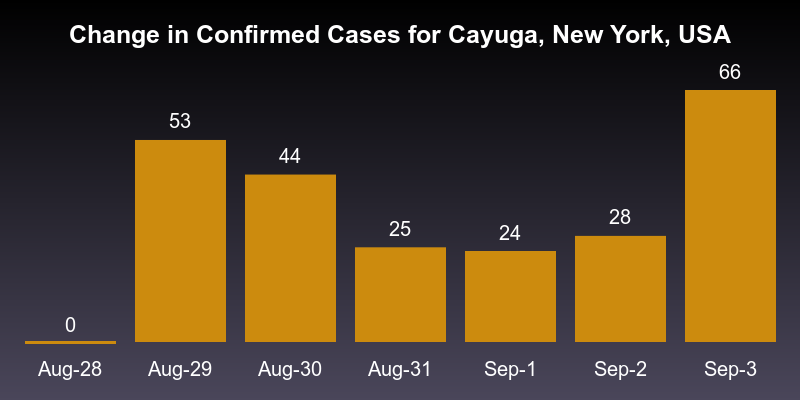 Change in Confirmed Cases for Cayuga, New York, USA
0
53
44
25
24
28
66
Aug-28
Aug-29
Aug-30
Aug-31
Sep-1
Sep-2
Sep-3